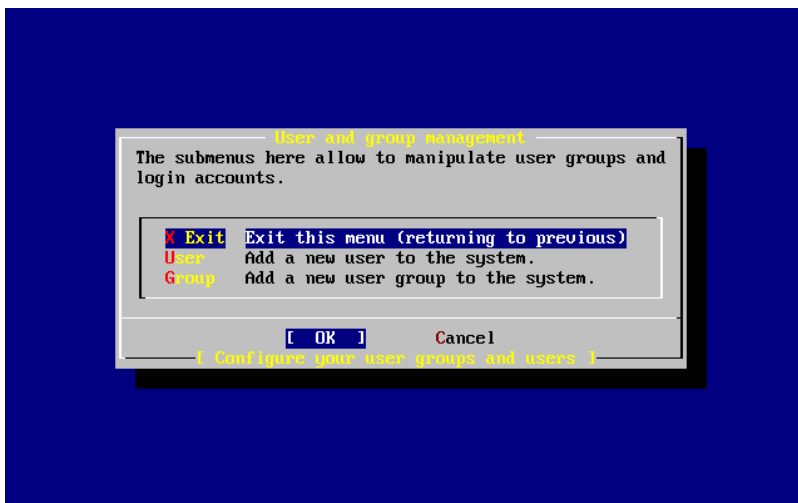 User and group management
The submenus here allow to manipulate user groups and
login accounts.
X Exit Exit this menu (returning to previous)
User Add a new user to the system.
Group Add a new user group to the system.
[ OK ] Cancel
[ Configure your user groups and users ]